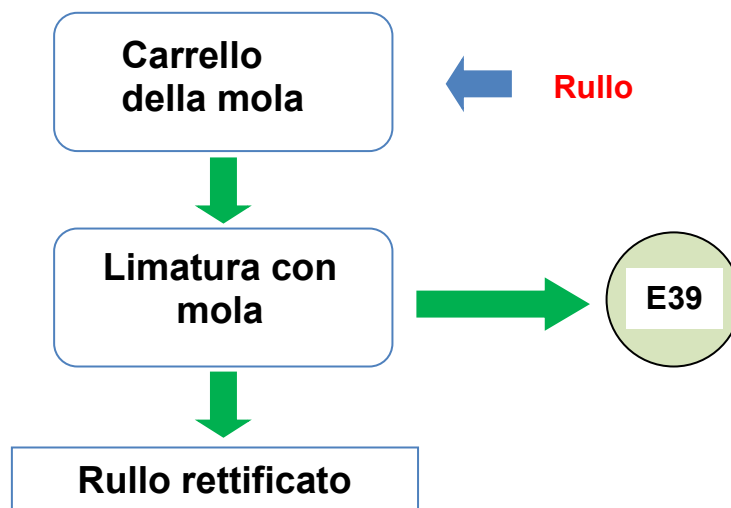 Carrello
della mola
Rullo
Limatura con
mola
E39
Rullo rettificato